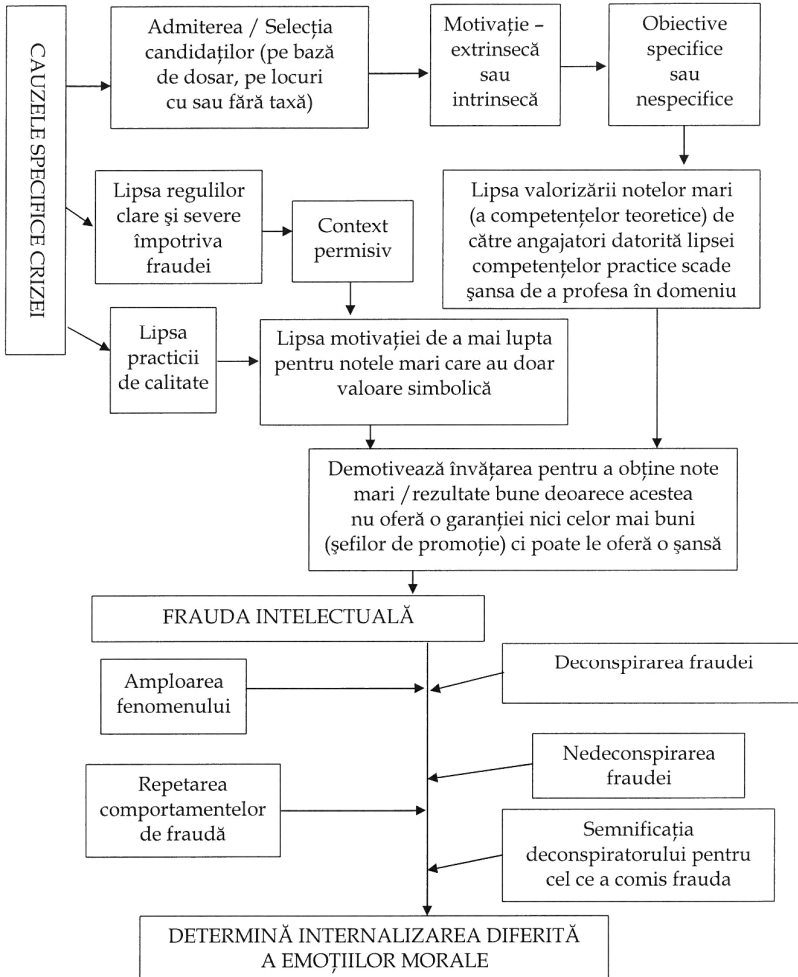 CAUZELE SPECIFICE CRIZEI
Admiterea / Selecția
candidaților (pe bază
de dosar, pe locuri
cu sau fără taxă)
Motivație –
extrinsecă
sau
intrinsecă
Obiective
specifice
sau
nespecifice
Lipsa regulilor
clare şi severe
împotriva
fraudei
Context
permisiv
Lipsa valorizării notelor mari
(a competențelor teoretice) de
către angajatori datorită lipsei
competențelor practice scade
şansa de a profesa în domeniu
Lipsa
practicii
de calitate
Lipsa motivației de a mai lupta
pentru notele mari care au doar
valoare simbolică
Demotivează învățarea pentru a obține note
mari /rezultate bune deoarece acestea
nu oferă o garanției nici celor mai buni
(şefilor de promoție) ci poate le oferă o şansă
FRAUDA INTELECTUALĂ
Amploarea
fenomenului
Deconspirarea fraudei
Nedeconspirarea
fraudei
Repetarea
comportamentelor
de fraudă
Semnificația
deconspiratorului pentru
cel ce a comis frauda
DETERMINĂ INTERNALIZAREA DIFERITĂ
A EMOȚIILOR MORALE